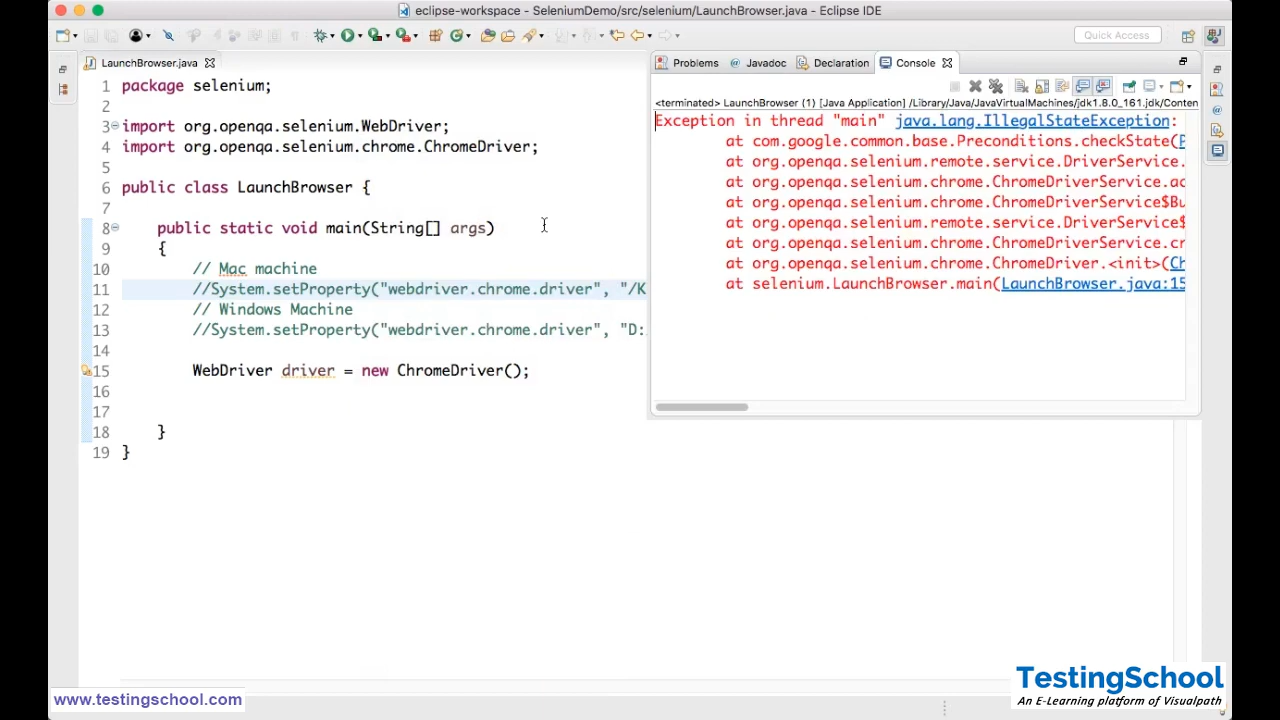 eclipse-workspace - SeleniumDemo/src/selenium/LaunchBrowser.java - Eclipse IDE
Quick Access
LaunchBrowser.java
1 package selenium;
2
3 import org.openqa.selenium.WebDriver;
4 import org.openqa.selenium.chrome.ChromeDriver;
5
6 public class LaunchBrowser {
7
8 public static void main(String[] args)
9 {
10 // Mac machine
11 //System.setProperty("webdriver.chrome.driver", "/K
12 // Windows Machine
13 //System.setProperty("webdriver.chrome.driver", "D:
14
15 WebDriver driver = new ChromeDriver();
16
17
18 }
19 }
Problems @ Javadoc Declaration Console
<terminated> LaunchBrowser (1) [Java Application] /Library/Java/JavaVirtualMachines/jdk1.8.0_161.jdk/Conten
Exception in thread "main" java.lang.IllegalStateException:
at com.google.common.base.Preconditions.checkState(P
at org.openqa.selenium.remote.service.DriverService.
at org.openqa.selenium.chrome.ChromeDriverService.ac
at org.openqa.selenium.chrome.ChromeDriverService$Bu
at org.openqa.selenium.remote.service.DriverService$
at org.openqa.selenium.chrome.ChromeDriverService.cr
at org.openqa.selenium.chrome.ChromeDriver.<init>(Ch
at selenium.LaunchBrowser.main(LaunchBrowser.java:15
www.testingschool.com
TestingSchool
An E-Learning platform of Visualpath